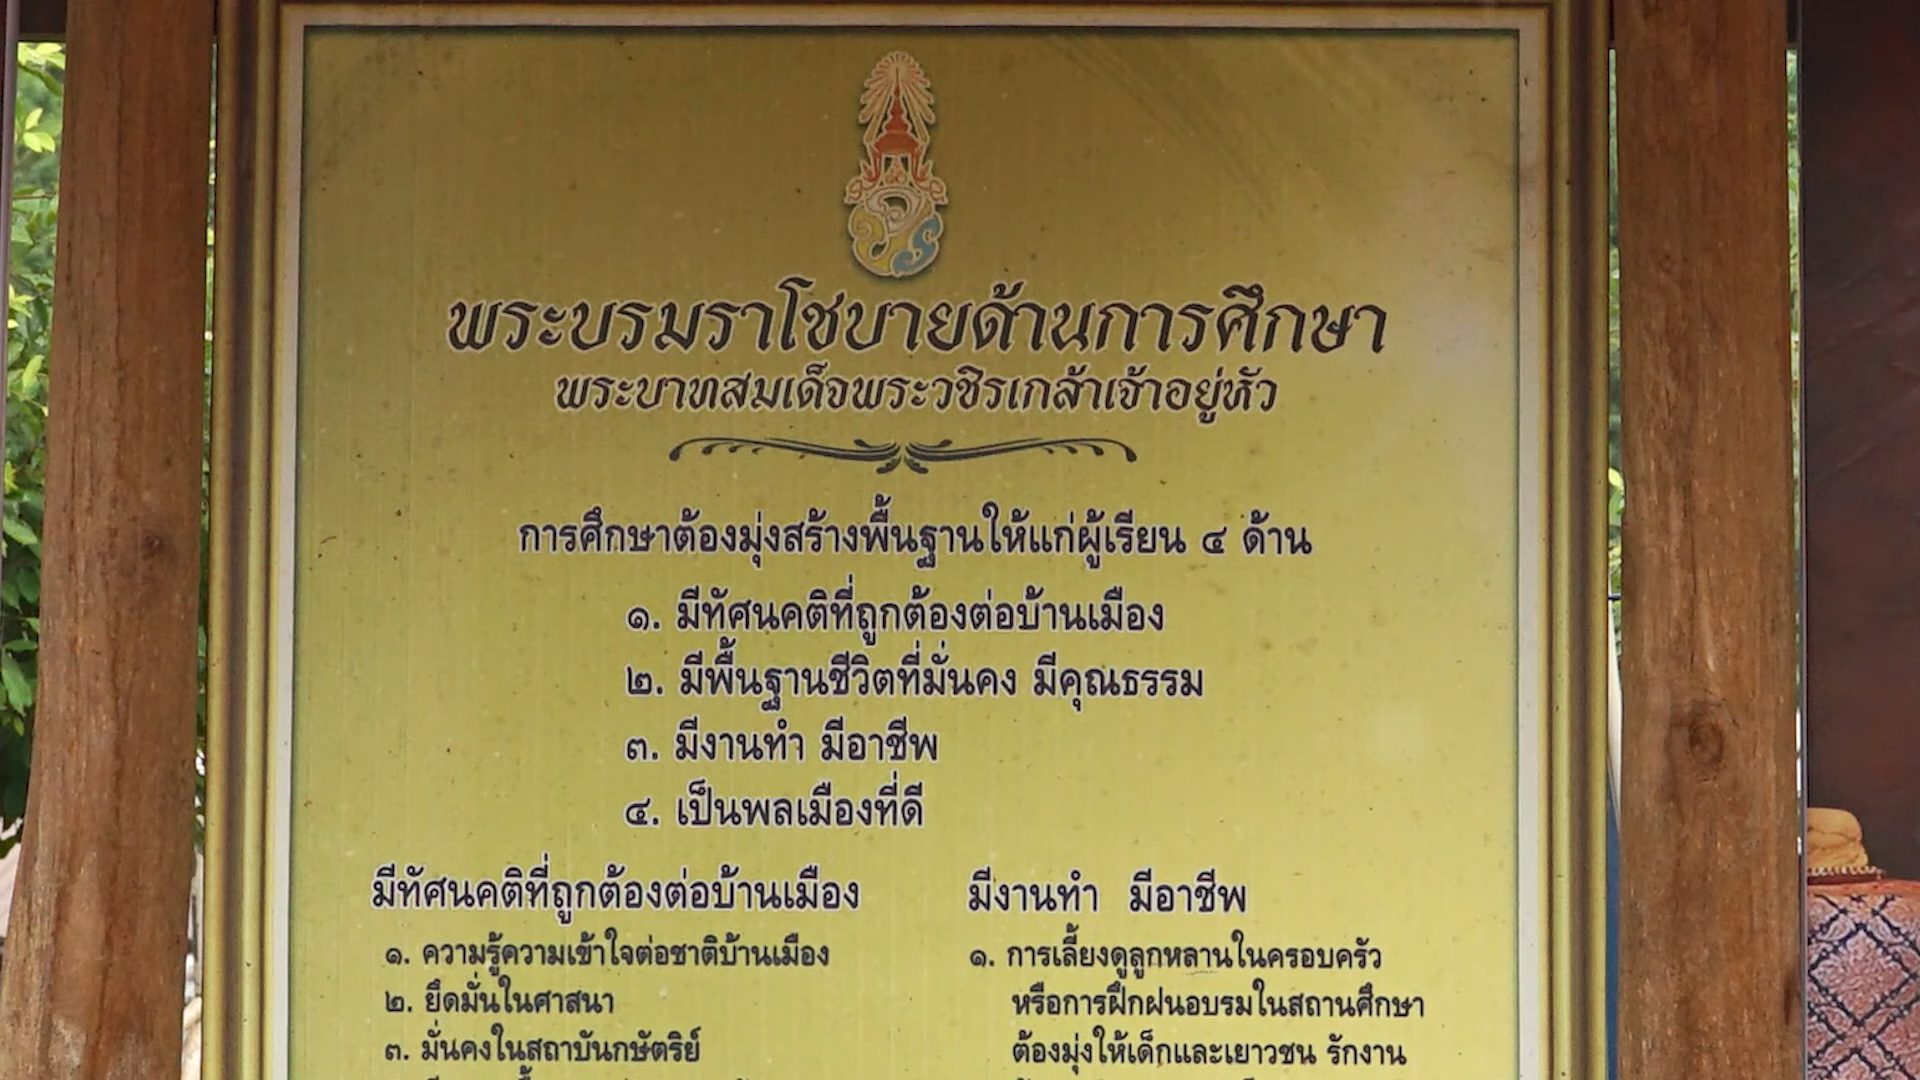 พระบรมราโชบายด้านการศึกษา
พระบาทสมเด็จพระวชิรเกล้าเจ้าอยู่หัว
การศึกษาต้องมุ่งสร้างพื้นฐานให้แก่ผู้เรียน ๔ ด้าน
๑. มีทัศนคติที่ถูกต้องต่อบ้านเมือง
๒. มีพื้นฐานชีวิตที่มั่นคง มีคุณธรรม
๓. มีงานทำ มีอาชีพ
๔. เป็นพลเมืองที่ดี
มีทัศนคติที่ถูกต้องต่อบ้านเมือง
๑. ความรู้ความเข้าใจต่อชาติบ้านเมือง
๒. ยึดมั่นในศาสนา
๓. มั่นคงในสถาบันกษัตริย์
มีงานทำ มีอาชีพ
๑. การเลี้ยงดูลูกหลานในครอบครัว
หรือการฝึกฝนอบรมในสถานศึกษา
ต้องมุ่งให้เด็กและเยาวชน รักงาน